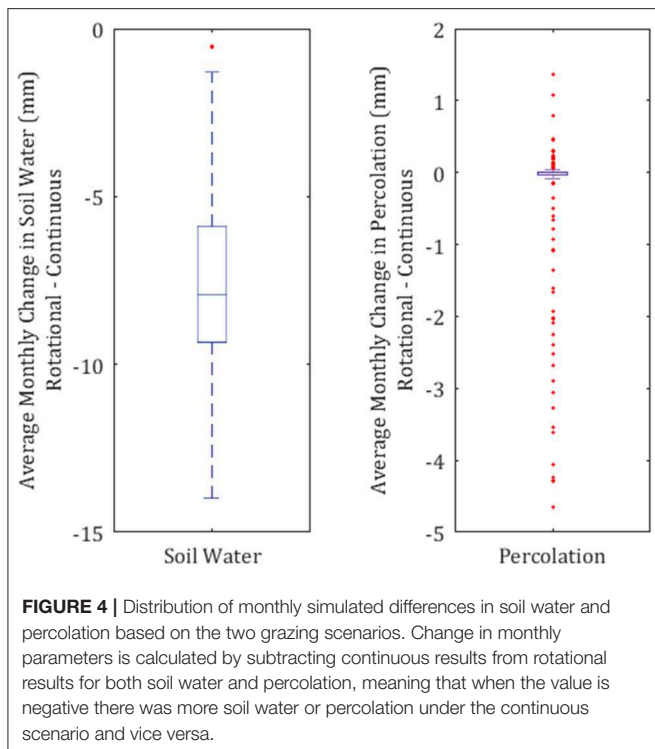 Average Monthly Change in Soil Water (mm)
Rotational - Continuous
0
-5
-10
-15
Soil Water
Average Monthly Change in Percolation (mm)
Rotational - Continuous
2
1
0
-1
-2
-3
-4
-5
Percolation
FIGURE 4 | Distribution of monthly simulated differences in soil water and
percolation based on the two grazing scenarios. Change in monthly
parameters is calculated by subtracting continuous results from rotational
results for both soil water and percolation, meaning that when the value is
negative there was more soil water or percolation under the continuous
scenario and vice versa.